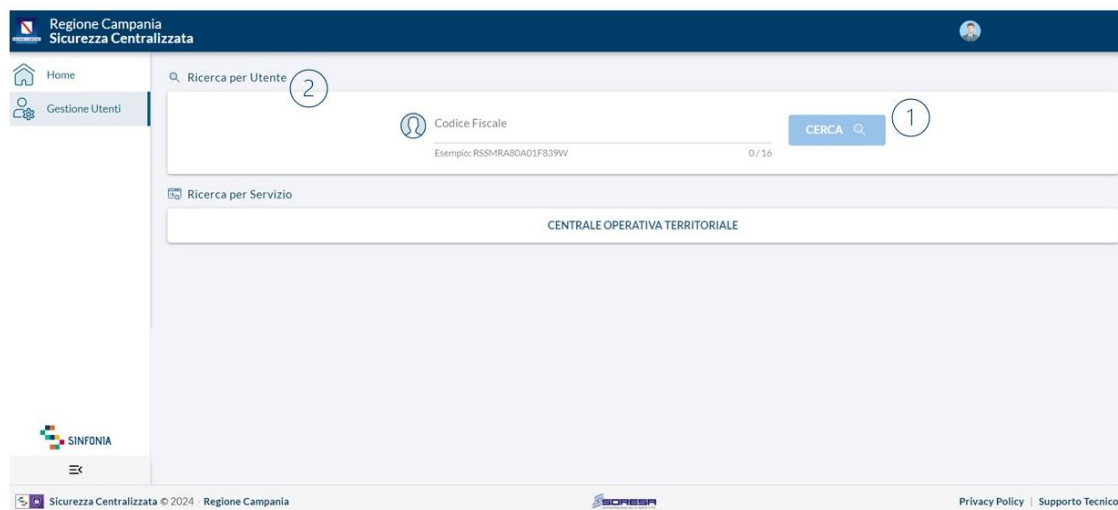 Regione Campania
Sicurezza Centralizzata
Home
Gestione Utenti
Ricerca per Utente
2
Codice Fiscale
Esempio: RSSMRA80A01F839W
0 / 16
CERCA
1
Ricerca per Servizio
CENTRALE OPERATIVA TERRITORIALE
SINFONIA
Sicurezza Centralizzata © 2024 - Regione Campania
SORESA
Privacy Policy | Supporto Tecnico